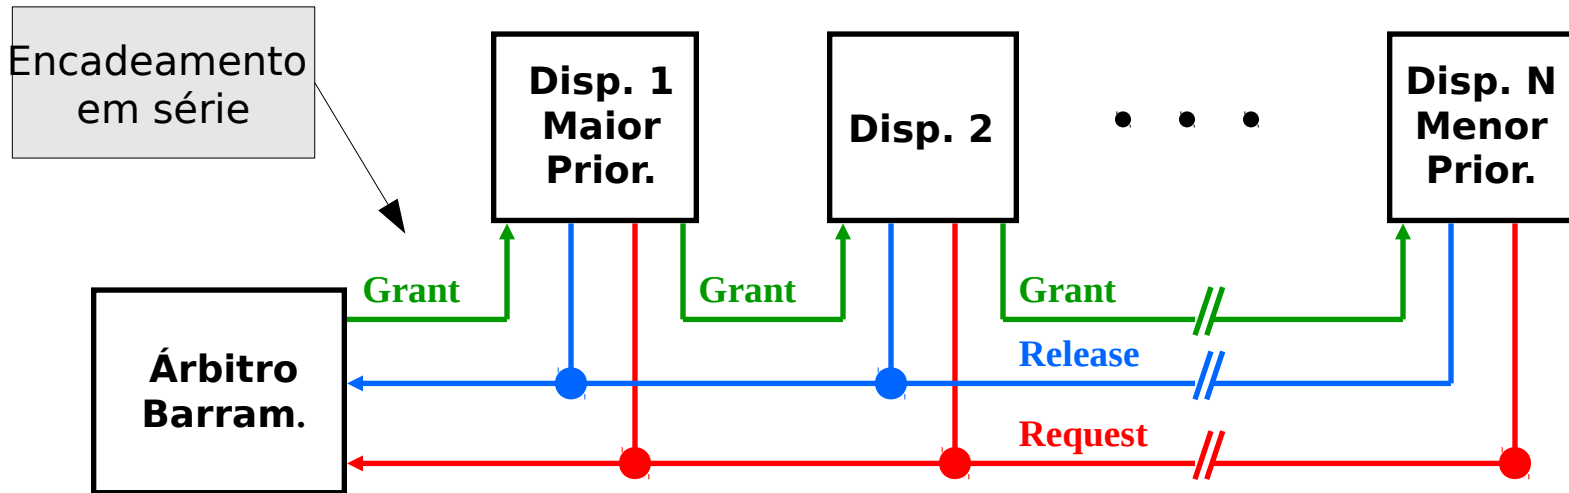 Encadeamento
em série
Disp. 1
Maior
Prior.
Disp. 2
Disp. N
Menor
Prior.
Grant
Grant
Grant
Árbitro
Barram.
Release
Request